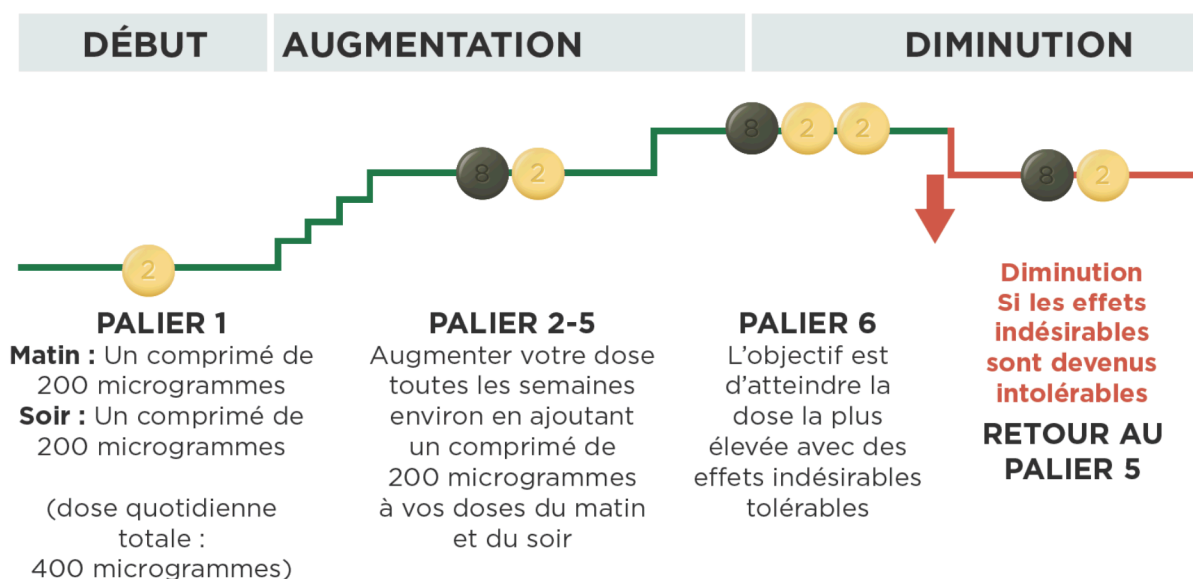 DÉBUT
AUGMENTATION
DIMINUTION
2
8 2
8 2 2
8 2
PALIER 1
Matin : Un comprimé de
200 microgrammes
Soir : Un comprimé de
200 microgrammes
(dose quotidienne
totale :
400 microgrammes)
PALIER 2-5
Augmenter votre dose
toutes les semaines
environ en ajoutant
un comprimé de
200 microgrammes
à vos doses du matin
et du soir
PALIER 6
L’objectif est
d’atteindre la
dose la plus
élevée avec des
effets indésirables
tolérables
Diminution
Si les effets
indésirables
sont devenus
intolérables
RETOUR AU
PALIER 5